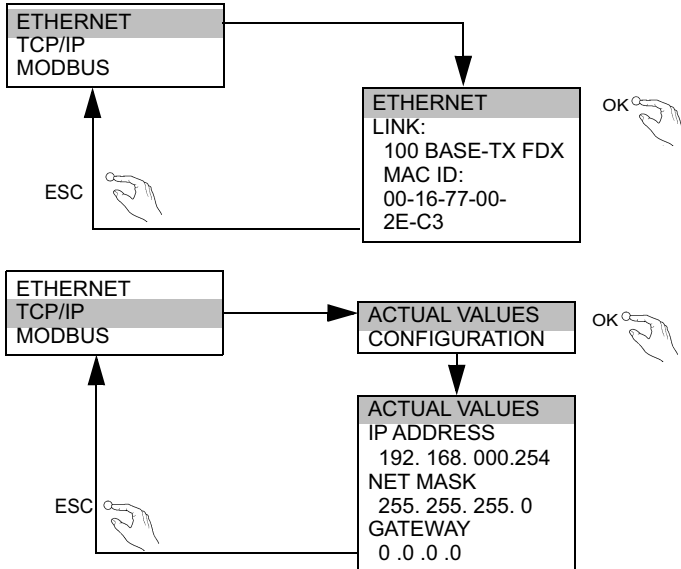 ETHERNET
TCP/IP
MODBUS
ETHERNET
LINK:
100 BASE-TX FDX
MAC ID:
00-16-77-00-
2E-C3
OK
ESC
ETHERNET
TCP/IP
MODBUS
ACTUAL VALUES
CONFIGURATION
OK
ACTUAL VALUES
IP ADDRESS
192. 168. 000.254
NET MASK
255. 255. 255. 0
GATEWAY
0 .0 .0 .0
ESC